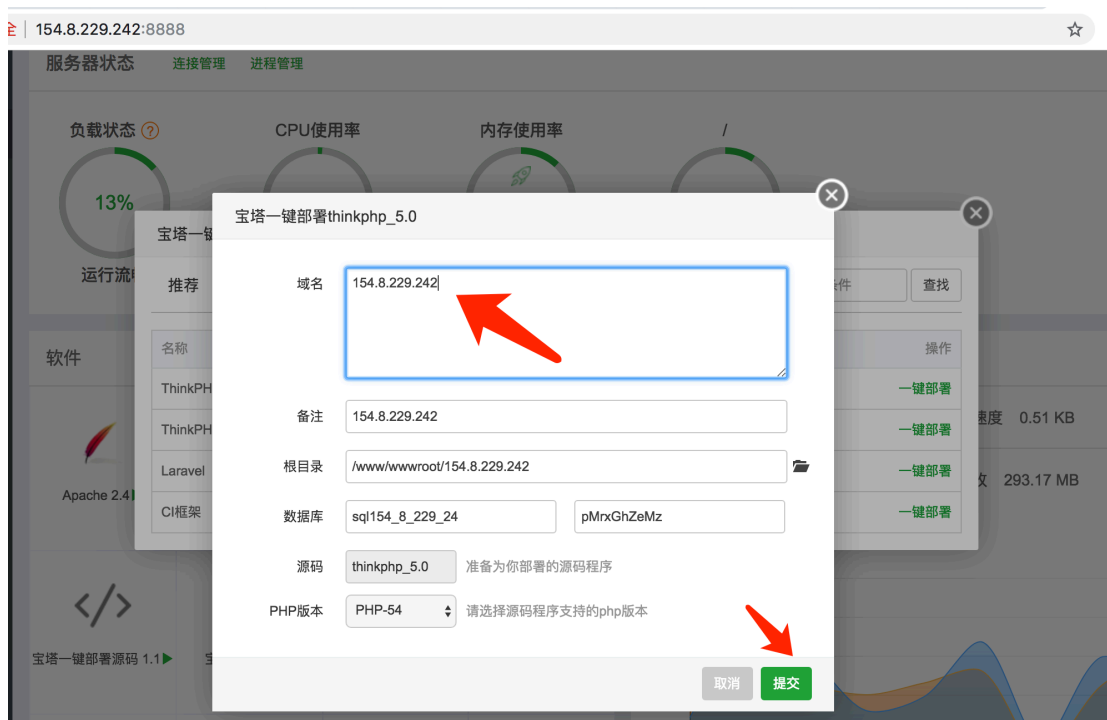 全 154.8.229.242:8888
服务器状态 连接管理 进程管理
负载状态 ? CPU使用率 内存使用率 /
13%
宝塔一键部署thinkphp_5.0
宝塔一键
运行流
推荐 域名 154.8.229.242 条件 查找
软件 名称 操作
ThinkPH 一键部署
备注 154.8.229.242
ThinkPH 一键部署 速度 0.51 KB
根目录 /www/wwwroot/154.8.229.242
Laravel 一键部署 293.17 MB
Apache 2.4
CI框架 数据库 sql154_8_229_24 pMrxGhZeMz 一键部署
源码 thinkphp_5.0 准备为你部署的源码程序
PHP版本 PHP-54 请选择源码程序支持的php版本
宝塔一键部署源码 1.1
取消 提交